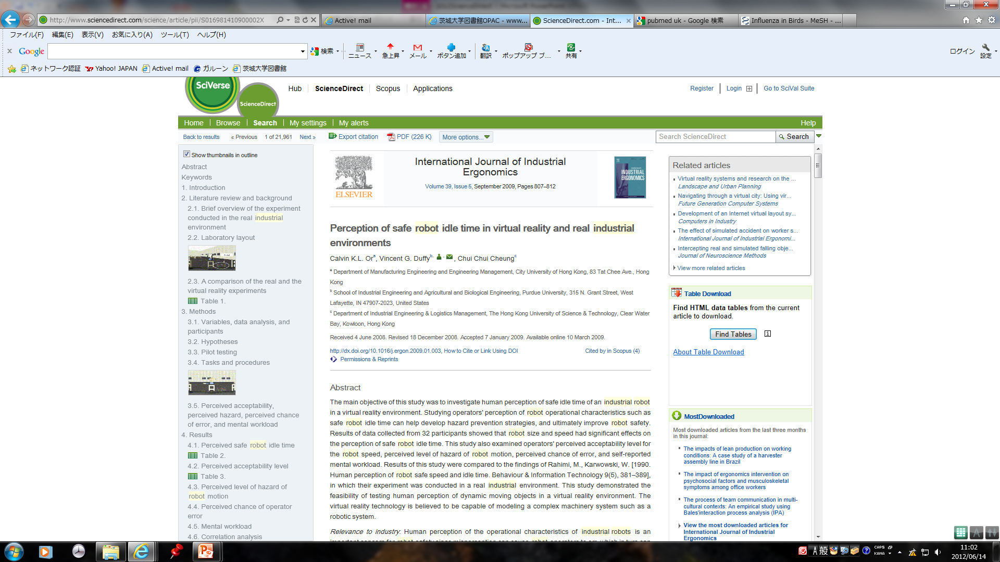 http://www.sciencedirect.com/science/article/pii/S016981410900002X
Active! mail
茨城大学図書館OPAC - www...
ScienceDirect.com - Int...
pubmed uk - Google 検索
Influenza in Birds - MeSH - ...
ファイル(F) 編集(E) 表示(V) お気に入り(A) ツール(T) ヘルプ(H)
x Google 検索 ニュース 急上昇 メール ボタン追加 翻訳 ポップアップ ブ... 共有 ログイン 設定
ネットワーク認証 Yahoo! JAPAN Active! mail ガルーン 茨城大学図書館
SciVerse
ScienceDirect
Hub ScienceDirect Scopus Applications
Register Login Go to SciVal Suite
Home Browse Search My settings My alerts Help
Back to results « Previous 1 of 21,961 Next »
Export citation PDF (226 K) More options...
Search ScienceDirect Search
Show thumbnails in outline
Abstract
Keywords
1. Introduction
2. Literature review and background
2.1. Brief overview of the experiment
conducted in the real industrial
environment
2.2. Laboratory layout
2.3. A comparison of the real and the
virtual reality experiments
Table 1.
3. Methods
3.1. Variables, data analysis, and
participants
3.2. Hypotheses
3.3. Pilot testing
3.4. Tasks and procedures
3.5. Perceived acceptability,
perceived hazard, perceived chance
of error, and mental workload
4. Results
4.1. Perceived safe robot idle time
Table 2.
4.2. Perceived acceptability level
Table 3.
4.3. Perceived level of hazard of
robot motion
4.4. Perceived chance of operator
error
4.5. Mental workload
4.6. Correlation analysis
ELSEVIER
International Journal of Industrial
Ergonomics
Volume 39, Issue 5, September 2009, Pages 807–812
INDUSTRIAL
ERGONOMICS
Perception of safe robot idle time in virtual reality and real industrial
environments
Calvin K.L. Orᵃ, Vincent G. Duffyᵇ, , Chui Chui Cheungᶜ
ᵃ Department of Manufacturing Engineering and Engineering Management, City University of Hong Kong, 83 Tat Chee Ave., Hong
Kong
ᵇ School of Industrial Engineering and Agricultural and Biological Engineering, Purdue University, 315 N. Grant Street, West
Lafayette, IN 47907-2023, United States
ᶜ Department of Industrial Engineering & Logistics Management, The Hong Kong University of Science & Technology, Clear Water
Bay, Kowloon, Hong Kong
Received 4 June 2008. Revised 18 December 2008. Accepted 7 January 2009. Available online 10 March 2009.
http://dx.doi.org/10.1016/j.ergon.2009.01.003, How to Cite or Link Using DOI
Cited by in Scopus (4)
Permissions & Reprints
Abstract
The main objective of this study was to investigate human perception of safe idle time of an industrial robot
in a virtual reality environment. Studying operators' perception of robot operational characteristics such as
safe robot idle time can help develop hazard prevention strategies, and ultimately improve robot safety.
Results of data collected from 32 participants showed that robot size and speed had significant effects on
the perception of safe robot idle time. This study also examined operators' perceived acceptability level for
the robot speed, perceived level of hazard of robot motion, perceived chance of error, and self-reported
mental workload. Results of this study were compared to the findings of Rahimi, M., Karwowski, W. [1990.
Human perception of robot safe speed and idle time. Behaviour & Information Technology 9(5), 381–389],
in which their experiment was conducted in a real industrial environment. This study demonstrated the
feasibility of testing human perception of dynamic moving objects in a virtual reality environment. The
virtual reality technology is believed to be capable of modeling a complex machinery system such as a
robotic system.
Relevance to industry: Human perception of the operational characteristics of industrial robots is an
Related articles
Virtual reality systems and research on the ...
Landscape and Urban Planning
Navigating through a virtual city: Using vir...
Future Generation Computer Systems
Development of an Internet virtual layout sy...
Computers in Industry
The effect of simulated accident on worker s...
International Journal of Industrial Ergonomi...
Intercepting real and simulated falling obje...
Journal of Neuroscience Methods
View more related articles
Table Download
Find HTML data tables from the current
article to download.
Find Tables
About Table Download
MostDownloaded
Most downloaded articles from the last three months
in this journal:
The impacts of lean production on working
conditions: A case study of a harvester
assembly line in Brazil
The impact of ergonomics intervention on
psychosocial factors and musculoskeletal
symptoms among office workers
The process of team communication in multi-
cultural contexts: An empirical study using
Bales'interaction process analysis (IPA)
View the most downloaded articles for
International Journal of Industrial
Ergonomics
A 般
CAPS
KANA
11:02
2012/06/14